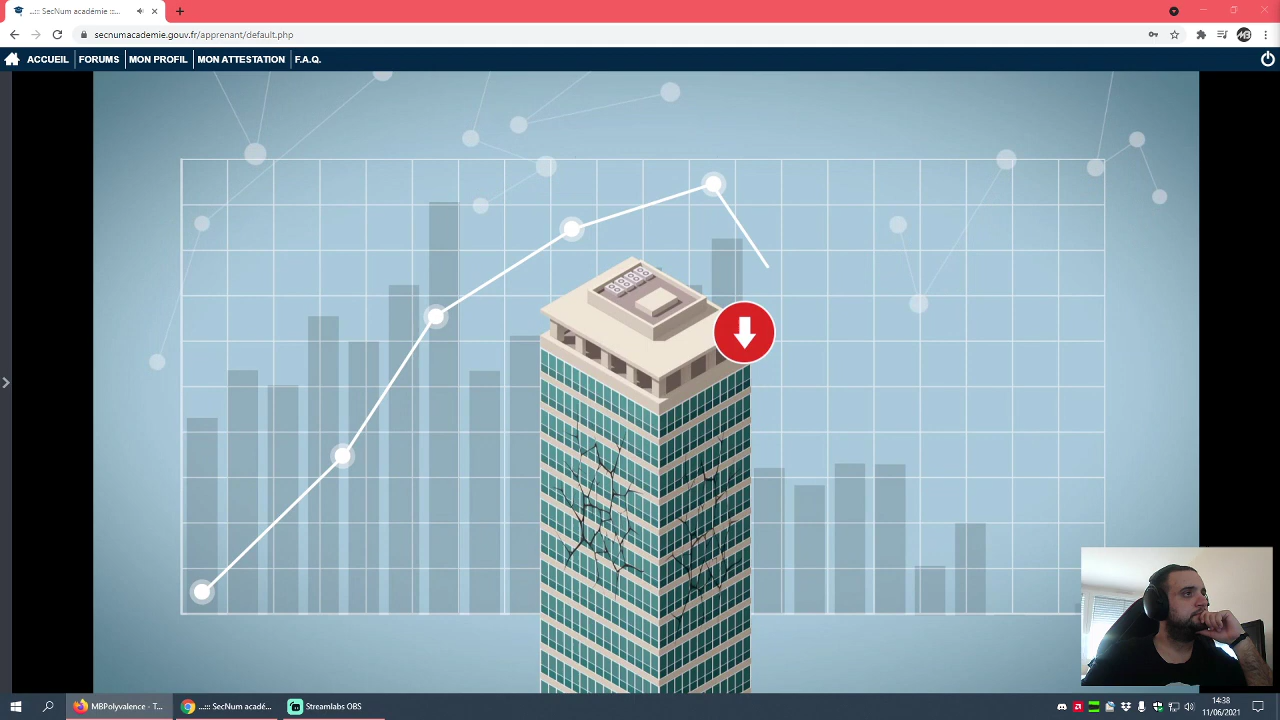 ...:: SecNum académie ::...
secnumacademie.gouv.fr/apprenant/default.php
ACCUEIL FORUMS MON PROFIL MON ATTESTATION F.A.Q.
8888
MBPolyvalence - T... ...:: SecNum acadé... Streamlabs OBS
14:38
11/06/2021